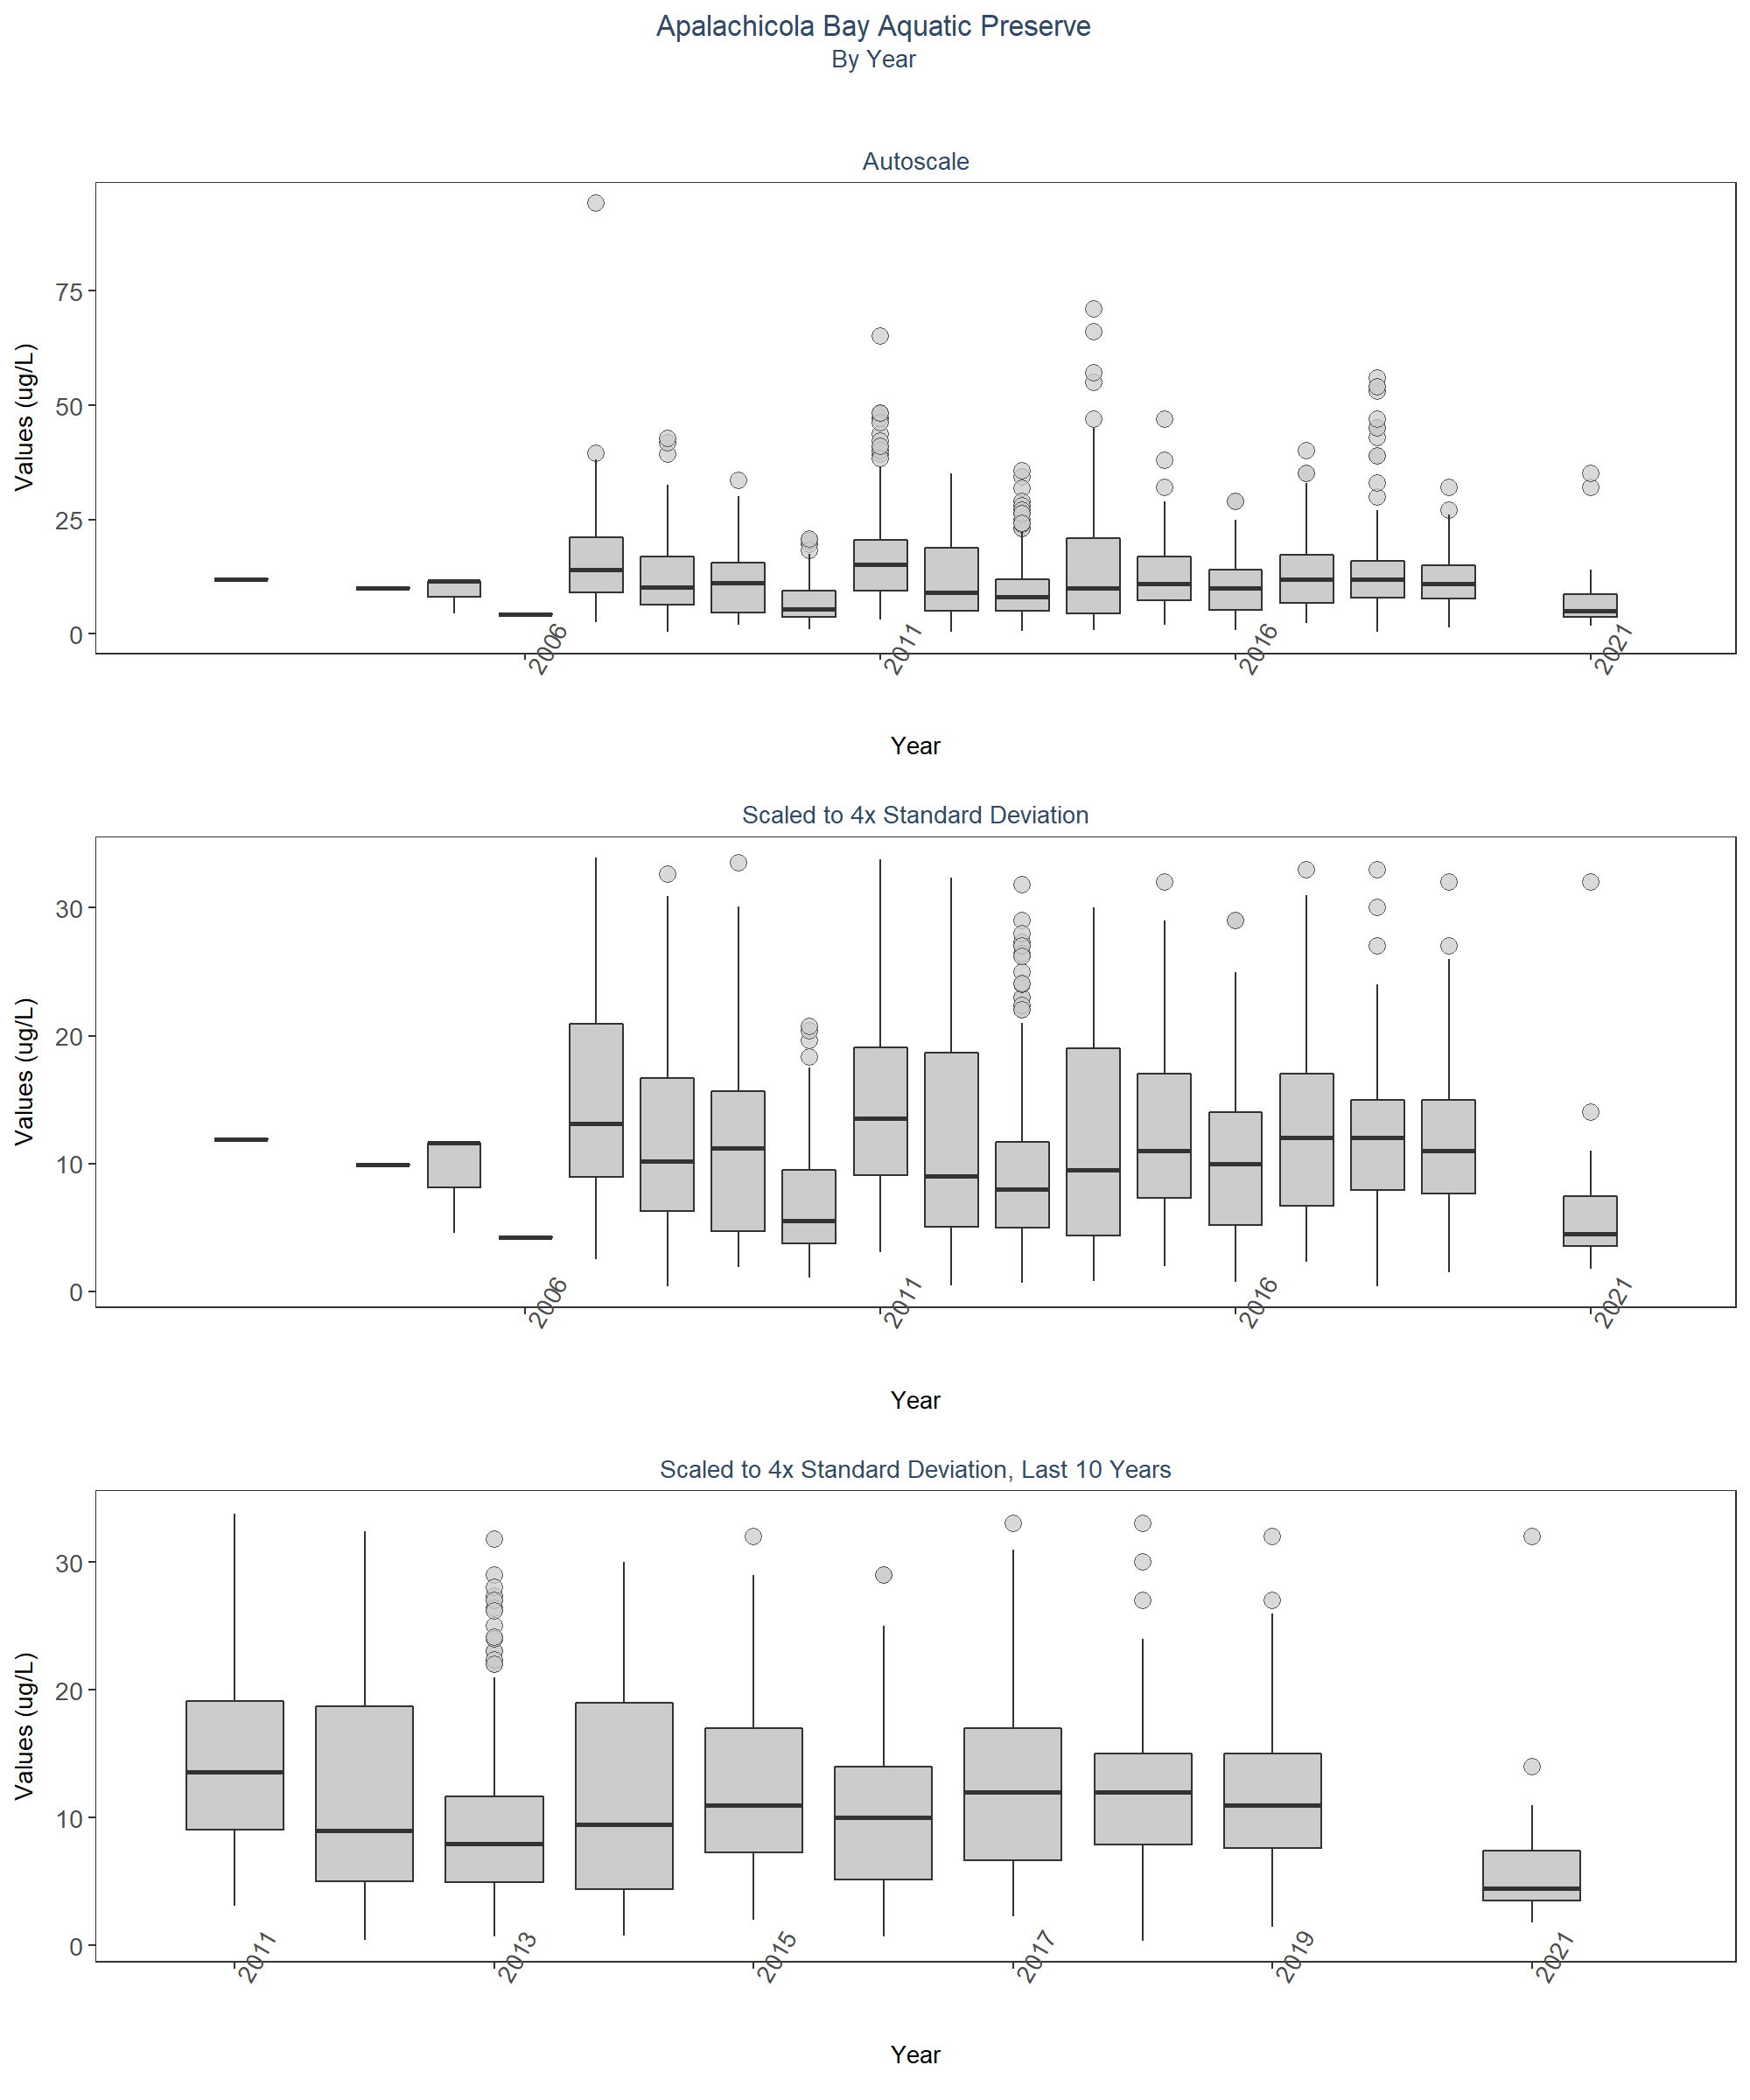 Apalachicola Bay Aquatic Preserve
By Year
Autoscale
Values (ug/L)
75
50
25
0
2006
2011
2016
2021
Year
Scaled to 4x Standard Deviation
Values (ug/L)
30
20
10
0
2006
2011
2016
2021
Year
Scaled to 4x Standard Deviation, Last 10 Years
Values (ug/L)
30
20
10
0
2011
2013
2015
2017
2019
2021
Year